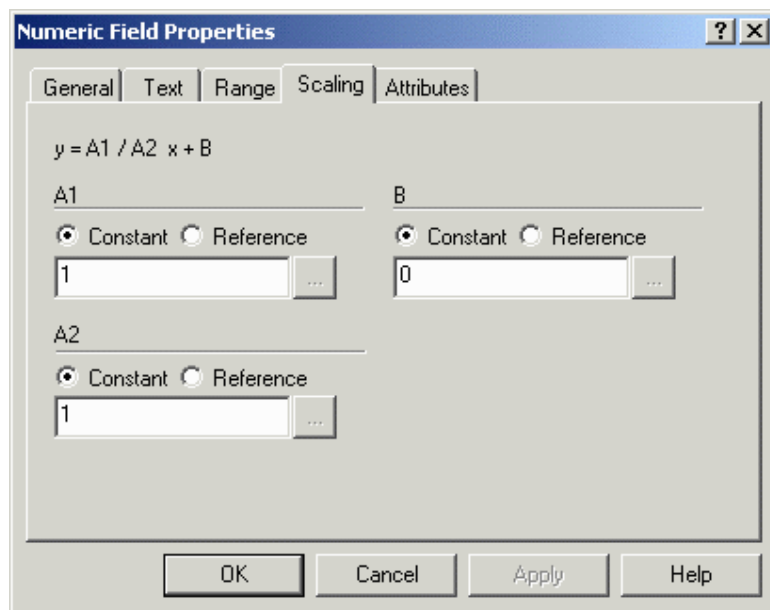 Numeric Field Properties
General Text Range Scaling Attributes
y = A1 / A2 x + B
A1 B
Constant Reference Constant Reference
1 ... 0 ...
A2
Constant Reference
1 ...
OK Cancel Apply Help